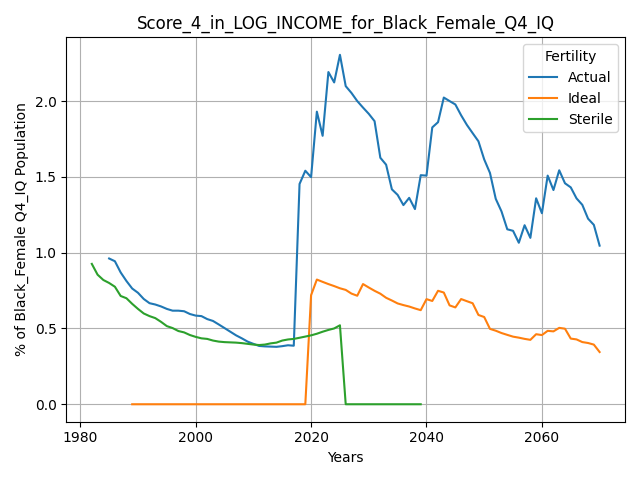 Score_4_in_LOG_INCOME_for_Black_Female_Q4_IQ
Fertility
Actual
Ideal
Sterile
% of Black_Female Q4_IQ Population
2.0
1.5
1.0
0.5
0.0
1980
2000
2020
2040
2060
Years